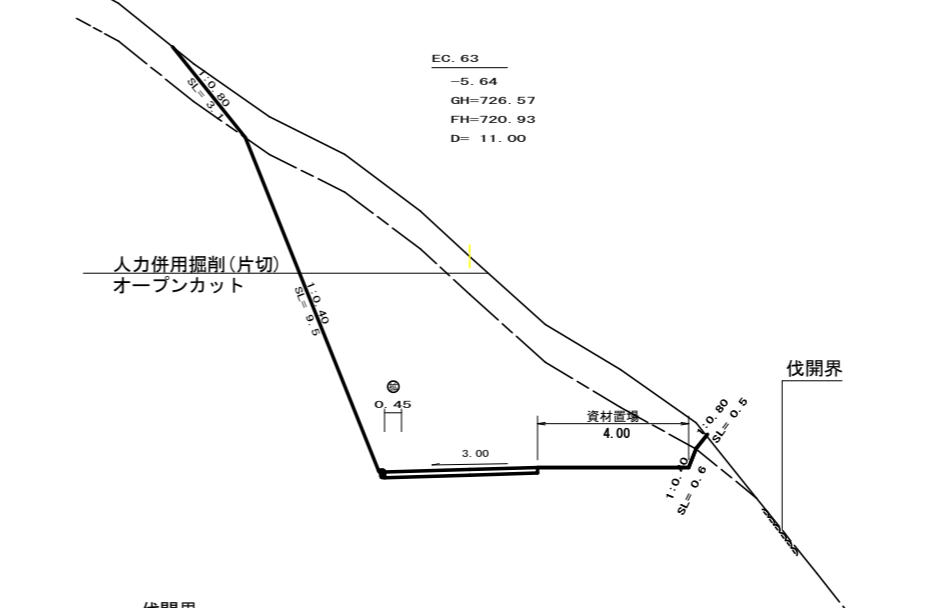 EC.63
-5.64
GH=726.57
FH=720.93
D= 11.00
1:0.80
SL= 3.1
人力併用掘削(片切)
オープンカット
1:0.40
SL= 9.5
0.45
3.00
資材置場
4.00
1:0.80
SL= 0.5
1:0.40
SL= 0.6
伐開界
伐開界